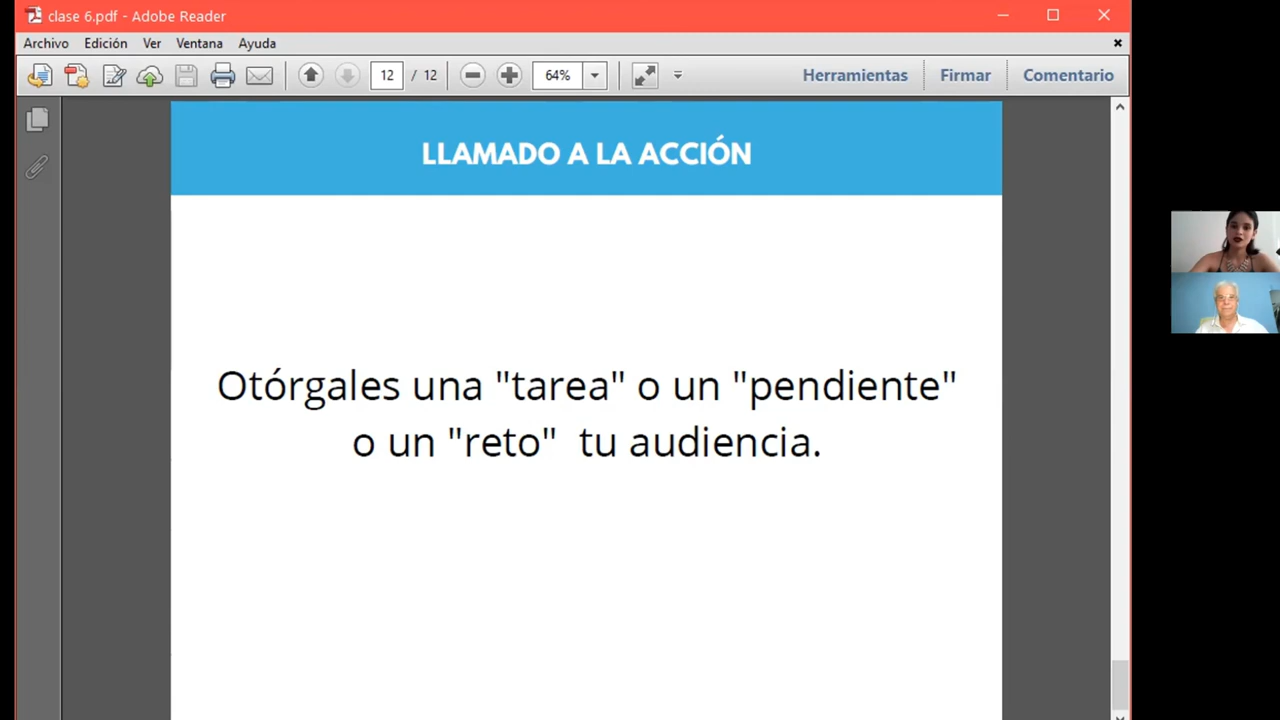 clase 6.pdf - Adobe Reader
Archivo Edición Ver Ventana Ayuda
12 / 12 64% Herramientas Firmar Comentario
LLAMADO A LA ACCIÓN
Otórgales una "tarea" o un "pendiente"
o un "reto"  tu audiencia.